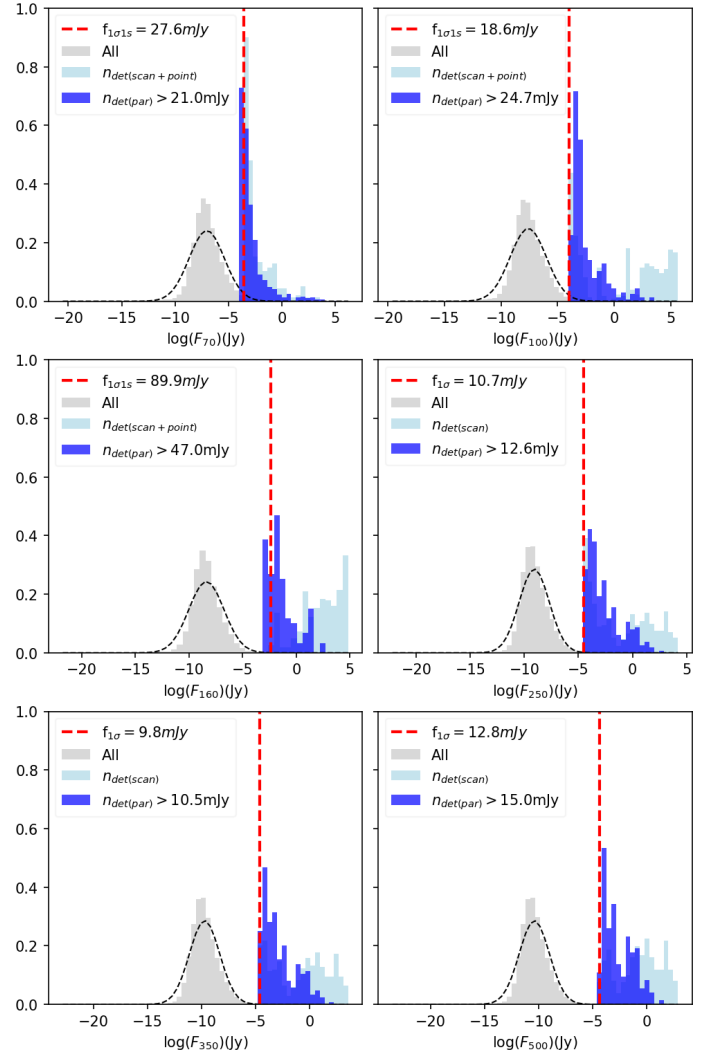 1.0
0.8
0.6
0.4
0.2
0.0
f1σ1s = 27.6mJy
All
ndet(scan+point)
ndet(par) > 21.0mJy
−20 −15 −10 −5 0 5
log(F70)(Jy)
f1σ1s = 18.6mJy
All
ndet(scan+point)
ndet(par) > 24.7mJy
−20 −15 −10 −5 0 5
log(F100)(Jy)
1.0
0.8
0.6
0.4
0.2
0.0
f1σ1s = 89.9mJy
All
ndet(scan+point)
ndet(par) > 47.0mJy
−20 −15 −10 −5 0 5
log(F160)(Jy)
f1σ = 10.7mJy
All
ndet(scan)
ndet(par) > 12.6mJy
−20 −15 −10 −5 0
log(F250)(Jy)
1.0
0.8
0.6
0.4
0.2
0.0
f1σ = 9.8mJy
All
ndet(scan)
ndet(par) > 10.5mJy
−20 −15 −10 −5 0
log(F350)(Jy)
f1σ = 12.8mJy
All
ndet(scan)
ndet(par) > 15.0mJy
−20 −15 −10 −5 0
log(F500)(Jy)